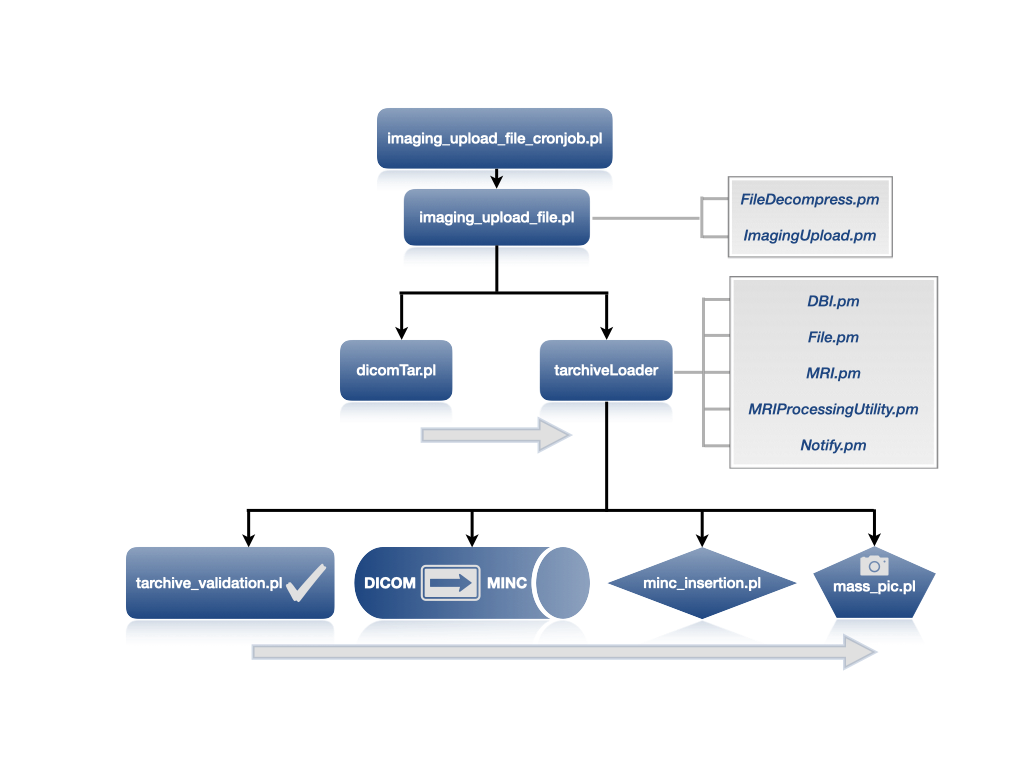 imaging_upload_file_cronjob.pl
imaging_upload_file.pl
FileDecompress.pm
ImagingUpload.pm
dicomTar.pl
tarchiveLoader
DBI.pm
File.pm
MRI.pm
MRIProcessingUtility.pm
Notify.pm
tarchive_validation.pl
DICOM MINC
minc_insertion.pl
mass_pic.pl